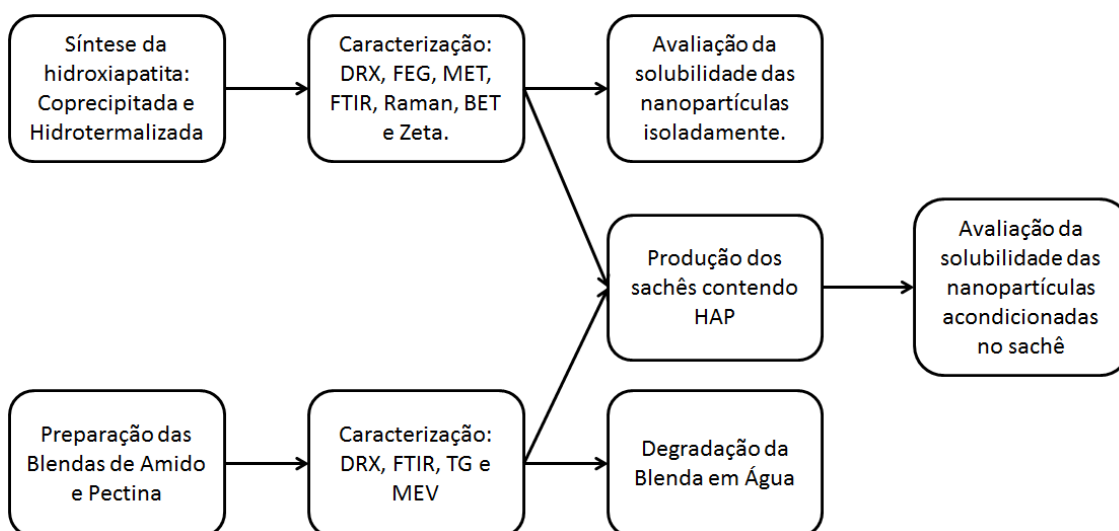 Síntese da
hidroxiapatita:
Coprecipitada e
Hidrotermalizada
Caracterização:
DRX, FEG, MET,
FTIR, Raman, BET
e Zeta.
Avaliação da
solubilidade das
nanopartículas
isoladamente.
Produção dos
sachês contendo
HAP
Avaliação da
solubilidade das
nanopartículas
acondicionadas
no sachê
Preparação das
Blendas de Amido
e Pectina
Caracterização:
DRX, FTIR, TG e
MEV
Degradação da
Blenda em Água